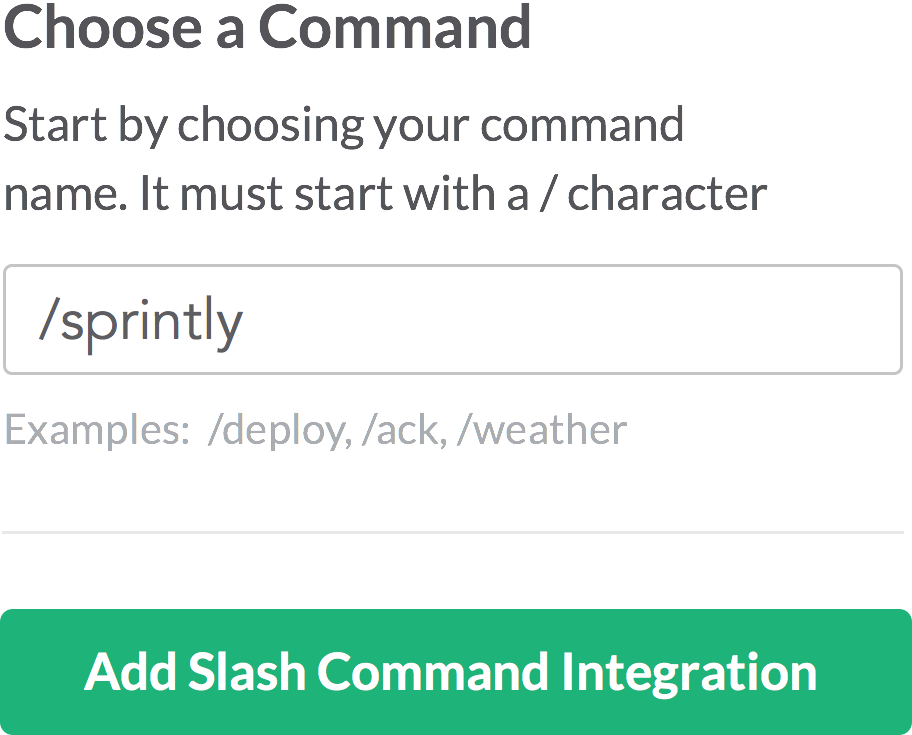 Choose a Command
Start by choosing your command
name. It must start with a / character
/sprintly
Examples: /deploy, /ack, /weather
Add Slash Command Integration